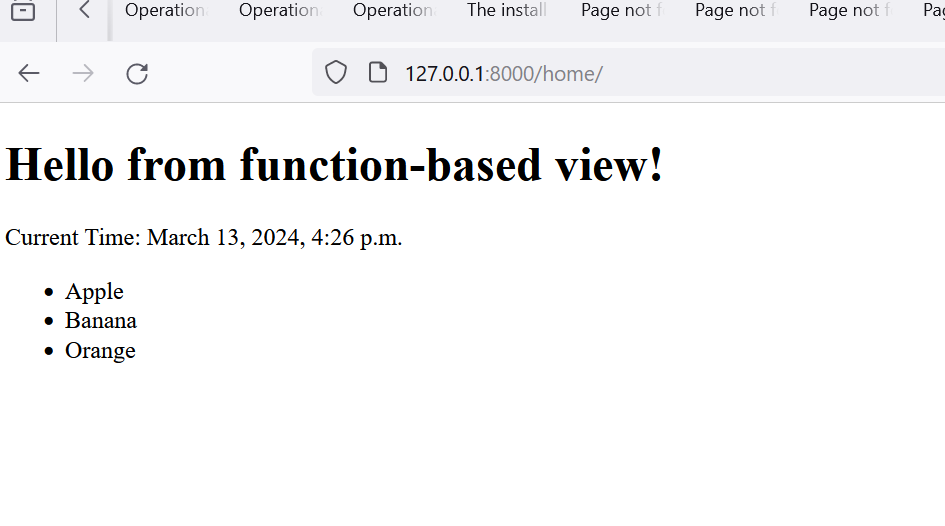 Operation
Operation
Operation
The install
Page not f
Page not f
Page not f
Pag
127.0.0.1:8000/home/
Hello from function-based view!
Current Time: March 13, 2024, 4:26 p.m.
Apple
Banana
Orange